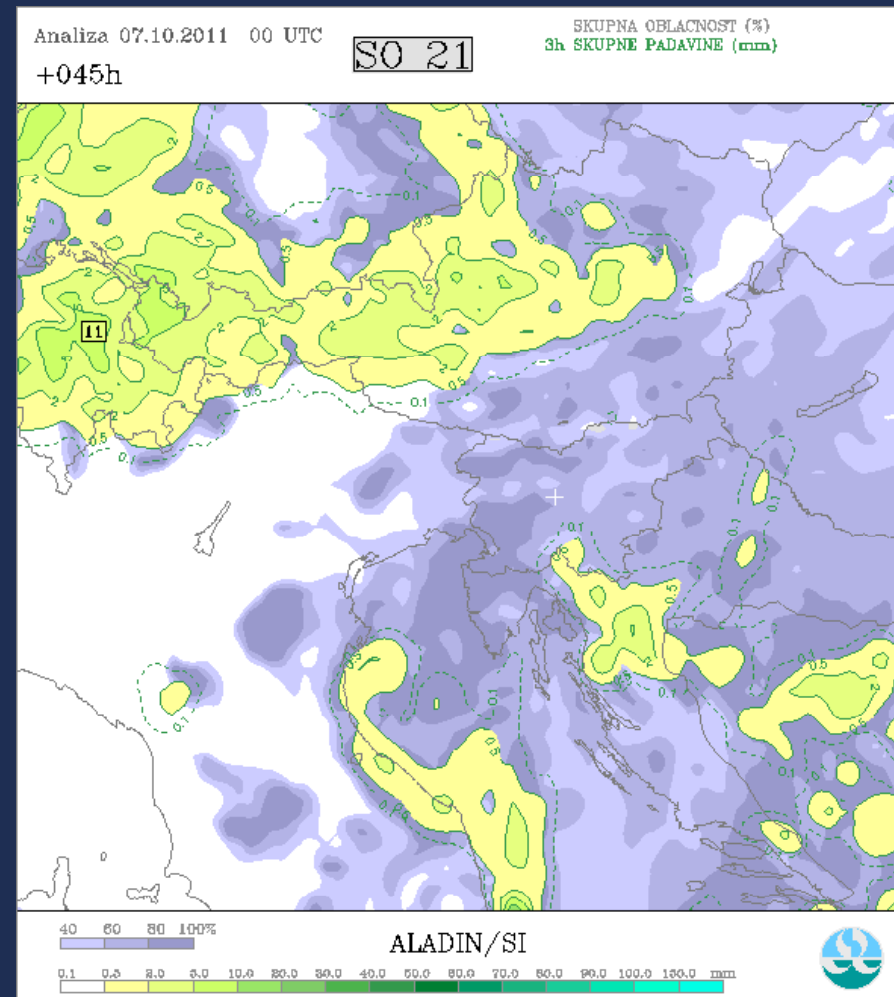 Analiza 07.10.2011 00 UTC
+045h
SO 21
SKUPNA OBLACNOST (%)
3h SKUPNE PADAVINE (mm)
11
40 60 80 100%
ALADIN/SI
0.1 0.5 2.0 5.0 10.0 20.0 30.0 40.0 50.0 60.0 70.0 80.0 90.0 100.0 150.0 mm